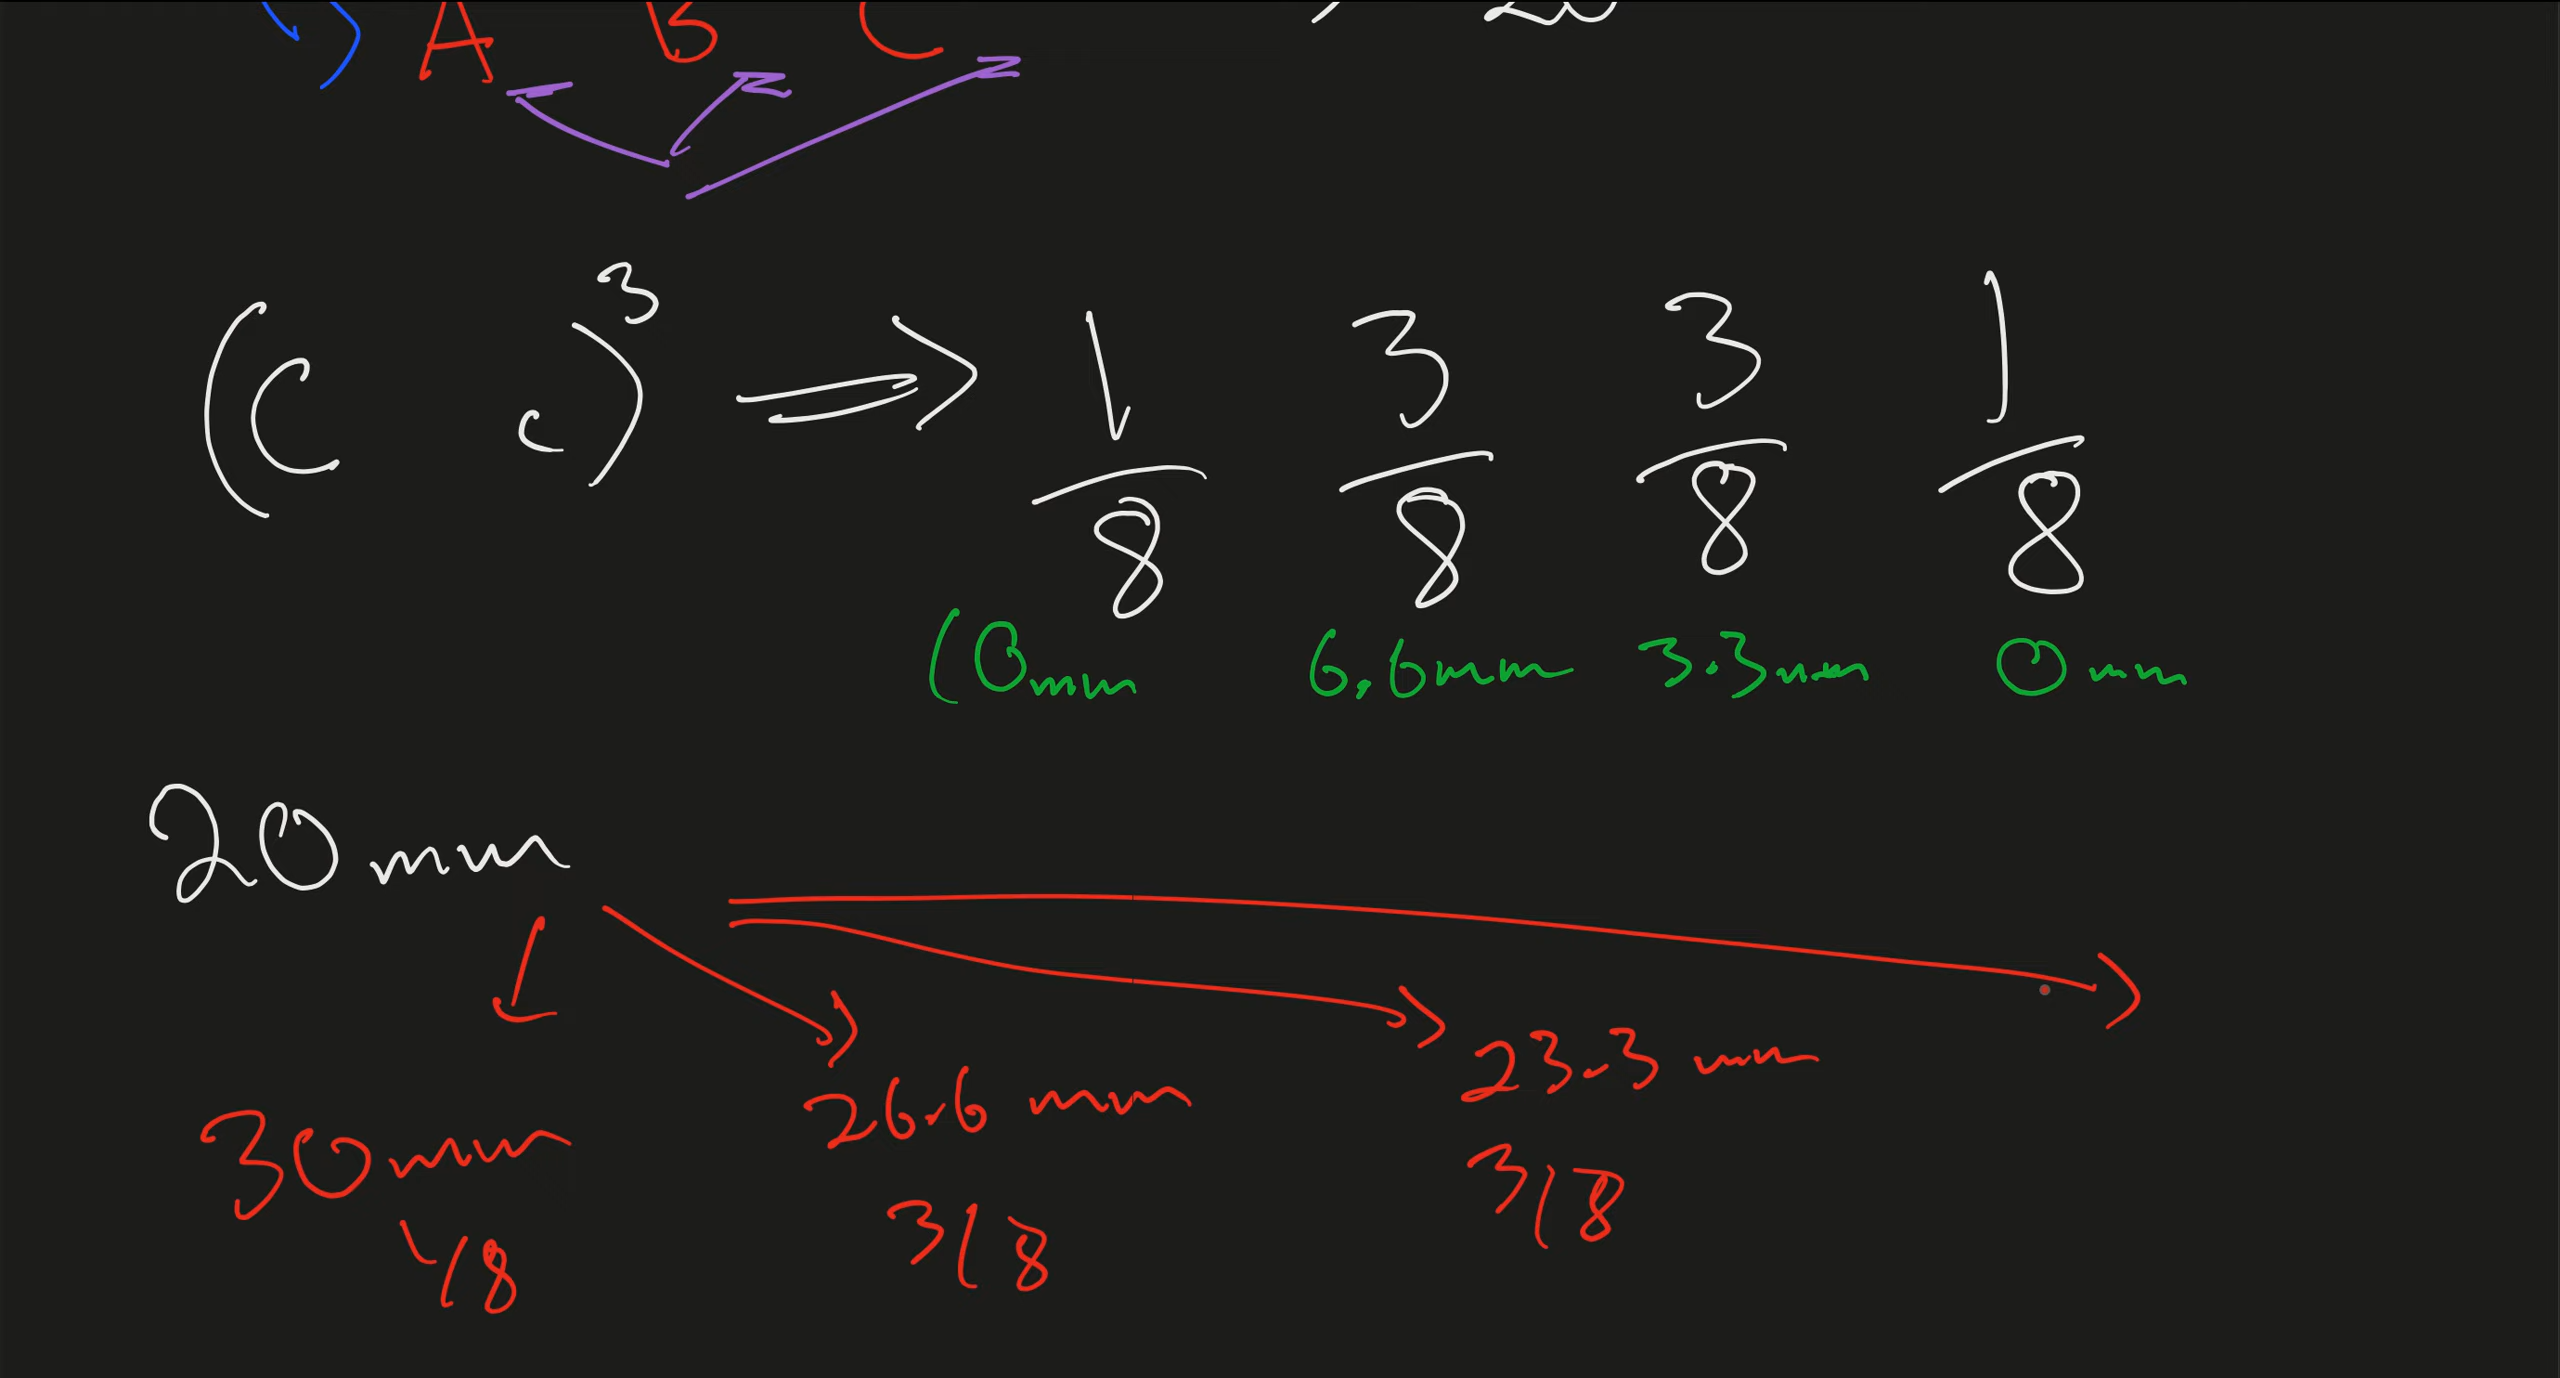 ) A B C
(C c)³ ⇒ 1/8 3/8 3/8 1/8
10mm 6.6mm 3.3mm 0mm
20mm
30mm 26.6 mm 23.3 mm
1/8 3/8 3/8